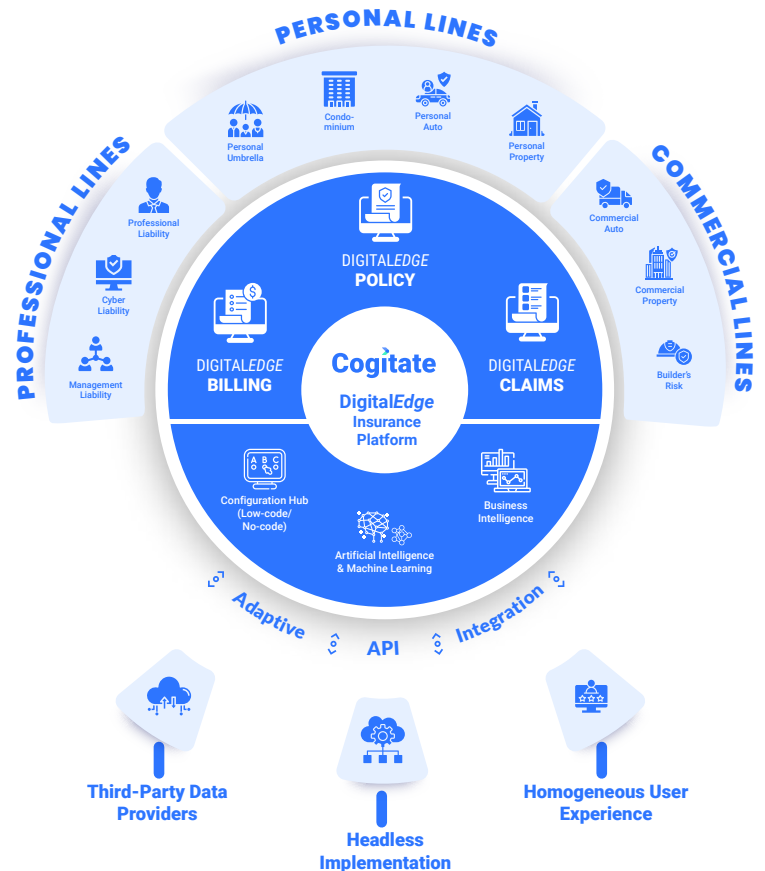 PERSONAL LINES
Personal
Umbrella
Condo-
minium
Personal
Auto
Personal
Property
PROFESSIONAL LINES
Professional
Liability
Cyber
Liability
Management
Liability
COMMERCIAL LINES
Commercial
Auto
Commercial
Property
Builder's
Risk
DIGITALEDGE
POLICY
$
DIGITALEDGE
BILLING
DIGITALEDGE
CLAIMS
Cogitate
DigitalEdge
Insurance
Platform
A B C
Configuration Hub
(Low-code/
No-code)
Artificial Intelligence
& Machine Learning
Business
Intelligence
Adaptive
API
Integration
Third-Party Data
Providers
Headless
Implementation
Homogeneous User
Experience